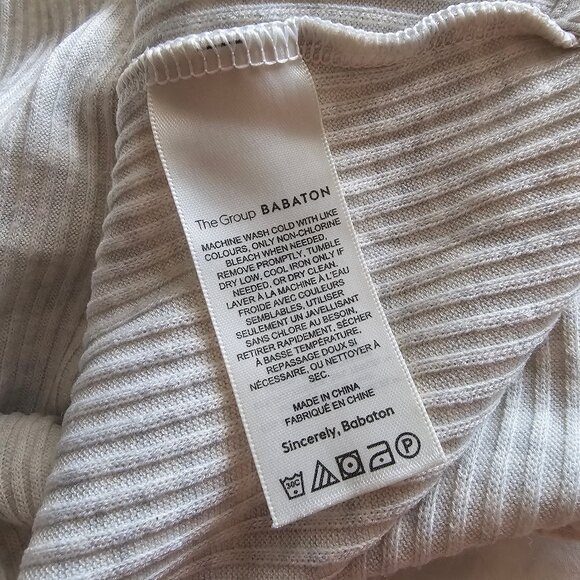 The Group BABATON
MACHINE WASH COLD WITH LIKE
COLOURS, ONLY NON-CHLORINE
BLEACH WHEN NEEDED,
REMOVE PROMPTLY, TUMBLE
DRY LOW, COOL IRON ONLY IF
NEEDED, OR DRY CLEAN
LAVER À LA MACHINE À L'EAU
FROIDE AVEC COULEURS
SEMBLABLES, UTILISER
SEULEMENT UN JAVELLISANT
SANS CHLORE AU BESOIN,
RETIRER RAPIDEMENT, SÉCHER
À BASSE TEMPÉRATURE,
REPASSAGE DOUX SI
NÉCESSAIRE, OU NETTOYER À
SEC.
MADE IN CHINA
FABRIQUÉ EN CHINE
Sincerely, Babaton
30C P